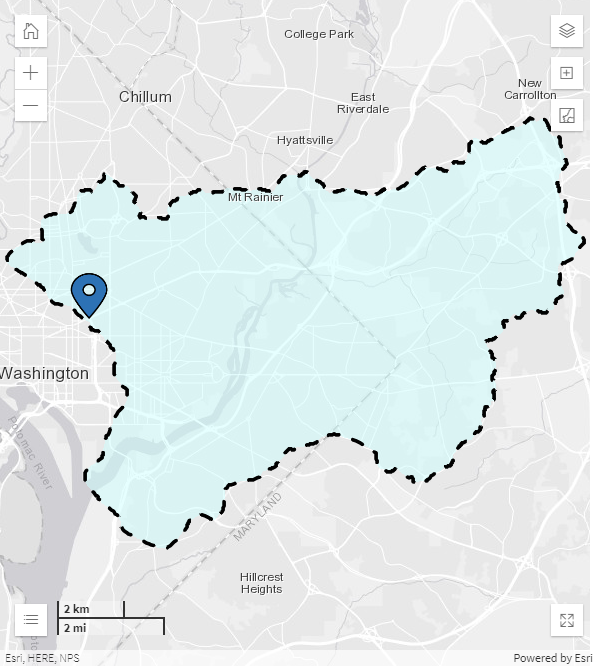 College Park
Chillum
New
Carrollton
East
Riverdale
Hyattsville
Mt Rainier
Washington
Potomac River
MARYLAND
Hillcrest
Heights
2 km
2 mi
Esri, HERE, NPS
Powered by Esri